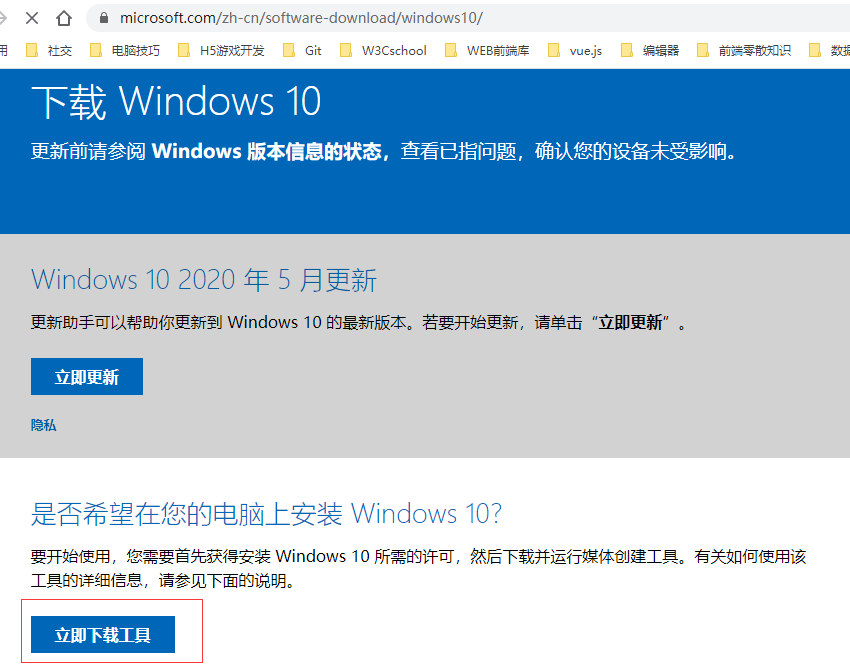 microsoft.com/zh-cn/software-download/windows10/
用 社交 电脑技巧 H5游戏开发 Git W3Cschool WEB前端库 vue.js 编辑器 前端零散知识 数据
下载 Windows 10
更新前请参阅 Windows 版本信息的状态，查看已指问题，确认您的设备未受影响。
Windows 10 2020 年 5 月更新
更新助手可以帮助你更新到 Windows 10 的最新版本。若要开始更新，请单击“立即更新”。
立即更新
隐私
是否希望在您的电脑上安装 Windows 10?
要开始使用，您需要首先获得安装 Windows 10 所需的许可，然后下载并运行媒体创建工具。有关如何使用该
工具的详细信息，请参见下面的说明。
立即下载工具